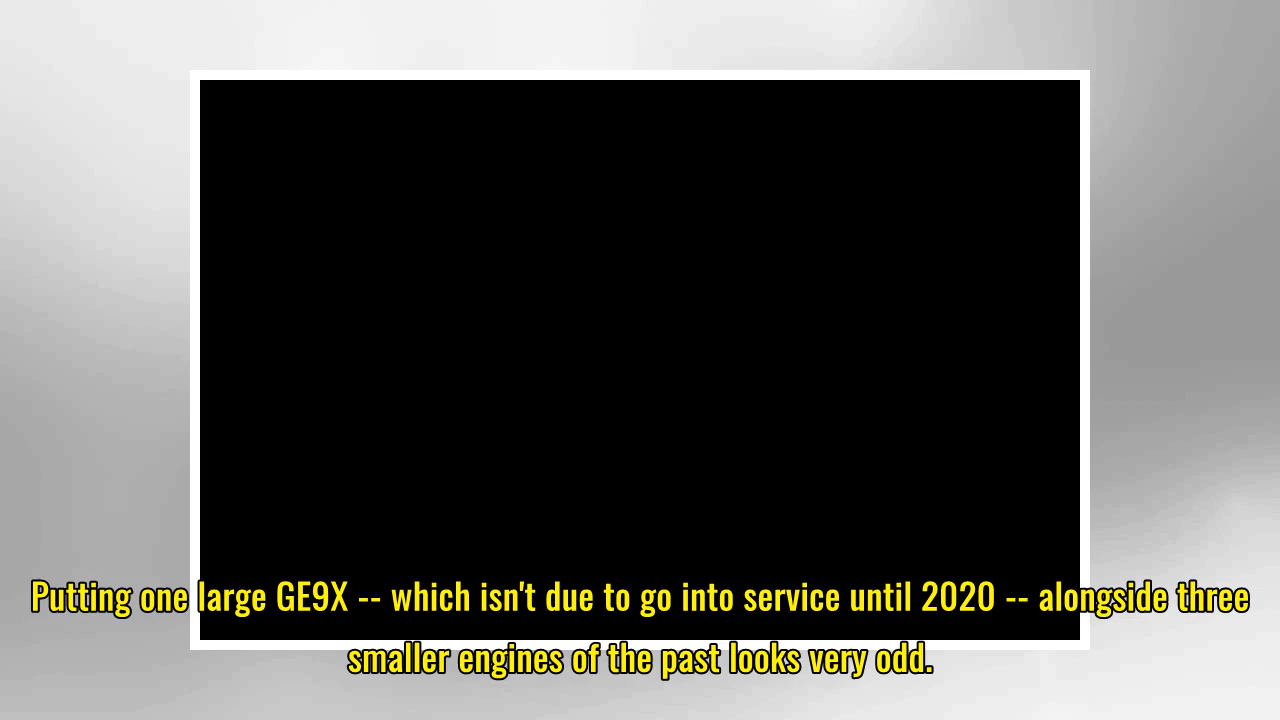 Putting one large GE9X -- which isn't due to go into service until 2020 -- alongside three
smaller engines of the past looks very odd.